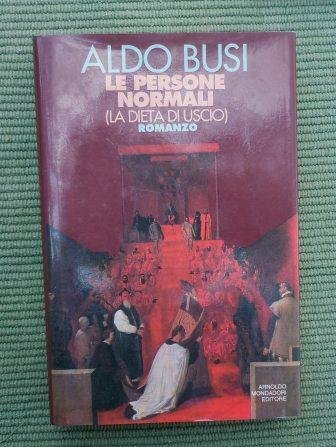 ALDO BUSI
LE PERSONE
NORMALI
(LA DIETA DI USCIO)
ROMANZO
ARNOLDO
MONDADORI
EDITORE